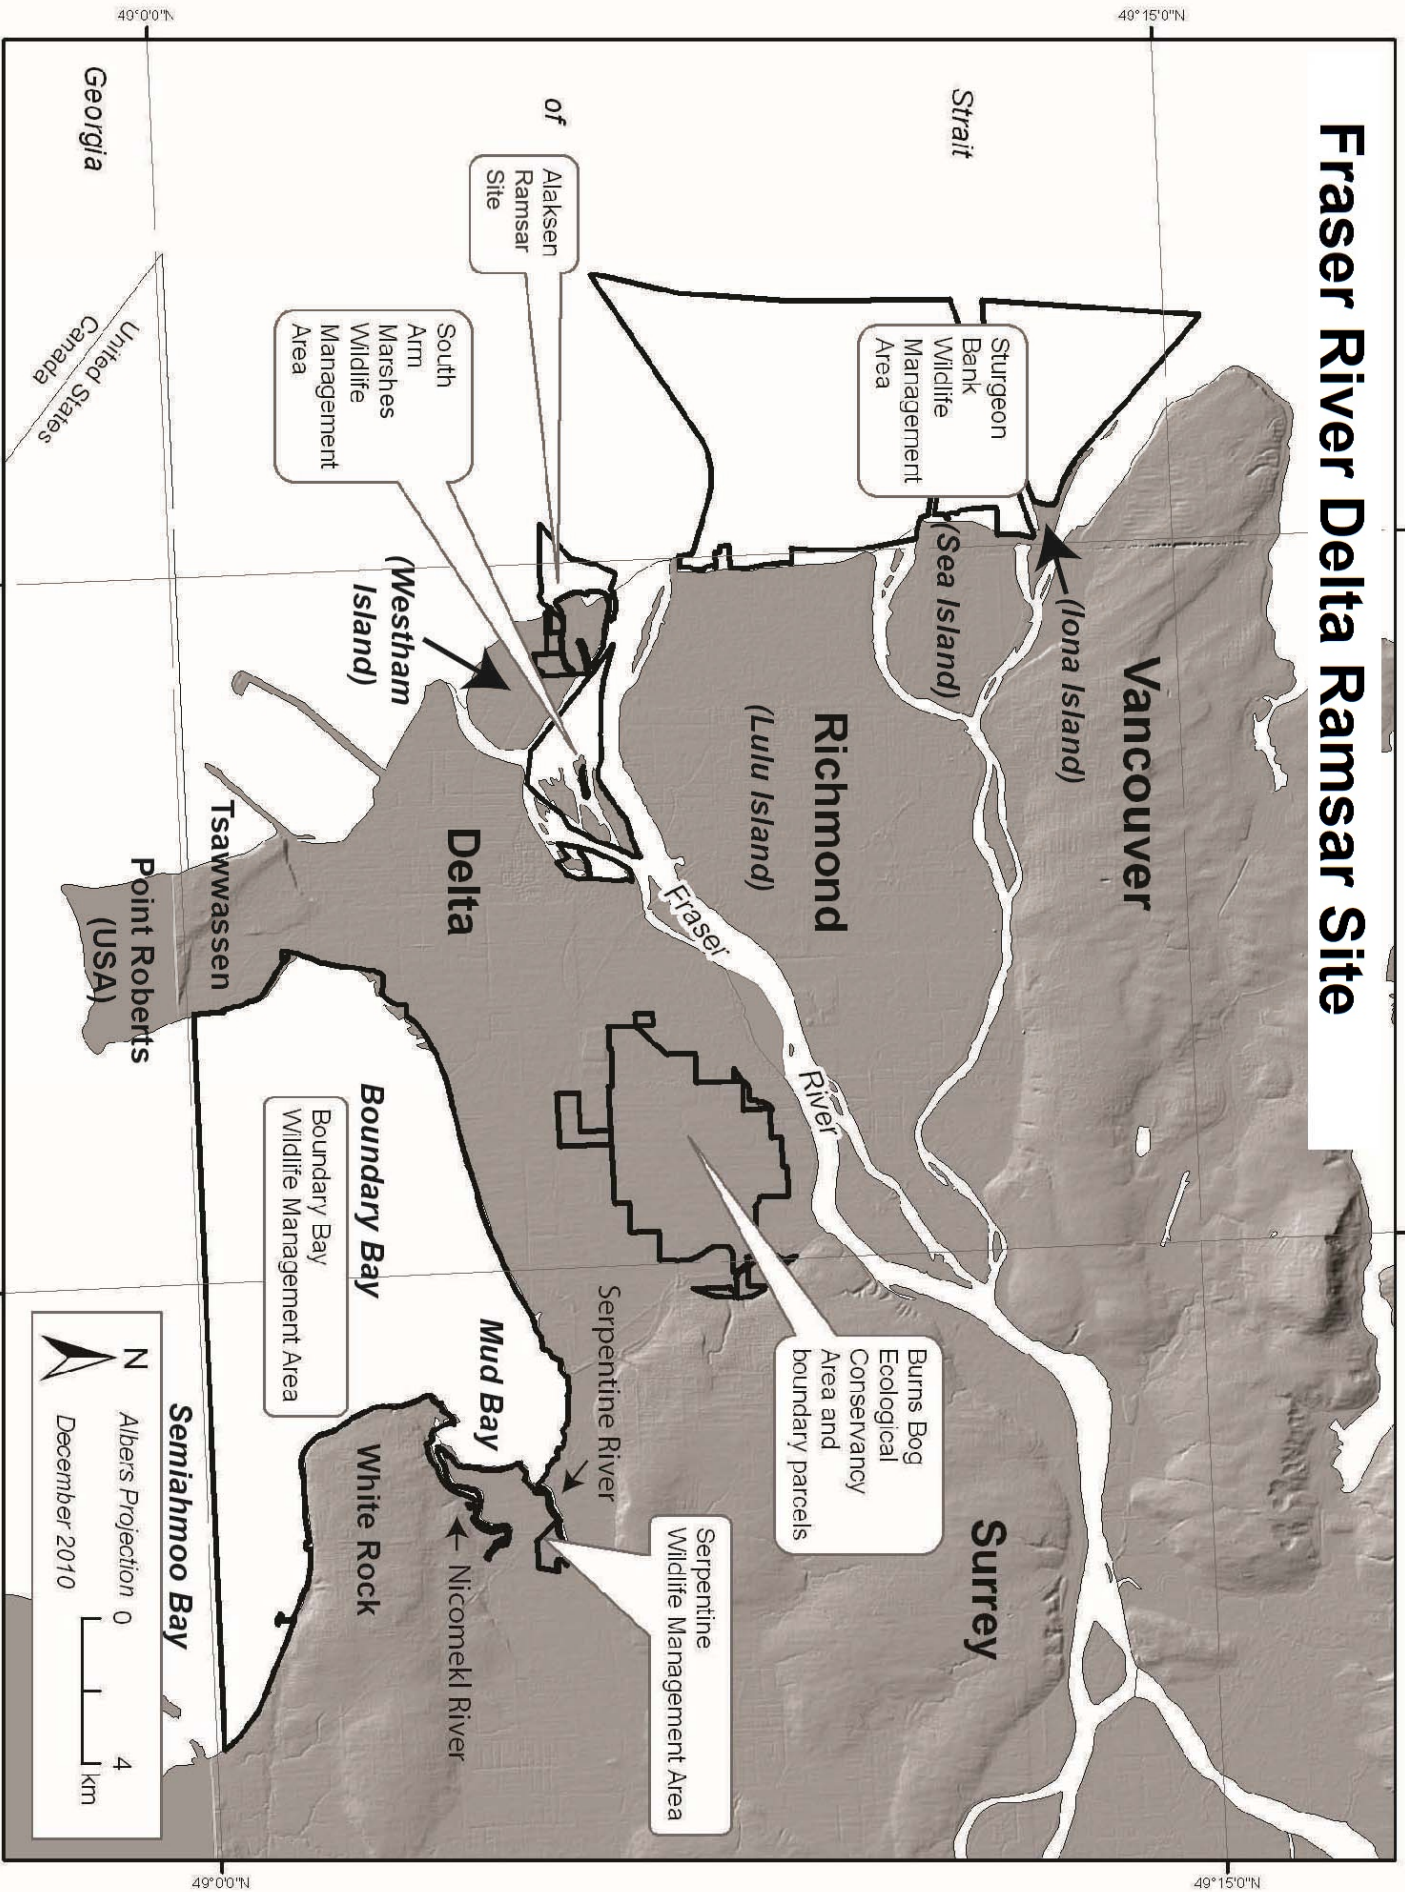 Fraser River Delta Ramsar Site
49°15'0"N
49°0'0"N
49°15'0"N
49°0'0"N
Strait
of
Georgia
Vancouver
(Iona Island)
(Sea Island)
Sturgeon
Bank
Wildlife
Management
Area
Richmond
(Lulu Island)
Alaksen
Ramsar
Site
South
Arm
Marshes
Wildlife
Management
Area
(Westham
Island)
Fraser
River
Delta
Burns Bog
Ecological
Conservancy
Area and
boundary parcels
Surrey
Serpentine
Wildlife Management Area
Serpentine River
Nicomekl River
Mud Bay
Boundary Bay
Boundary Bay
Wildlife Management Area
White Rock
Tsawwassen
Point Roberts
(USA)
United States
Canada
Semiahmoo Bay
N
Albers Projection
December 2010
0
4
km